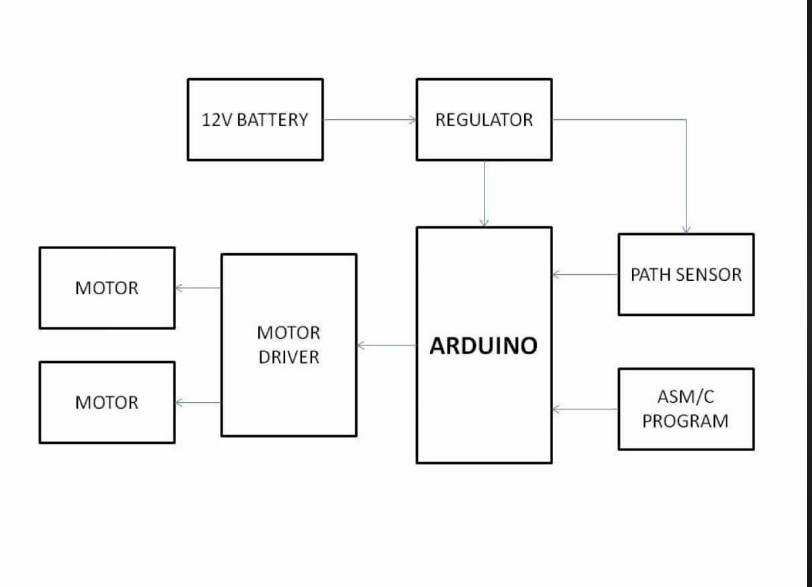 12V BATTERY
REGULATOR
MOTOR
MOTOR
DRIVER
ARDUINO
PATH SENSOR
MOTOR
ASM/C
PROGRAM